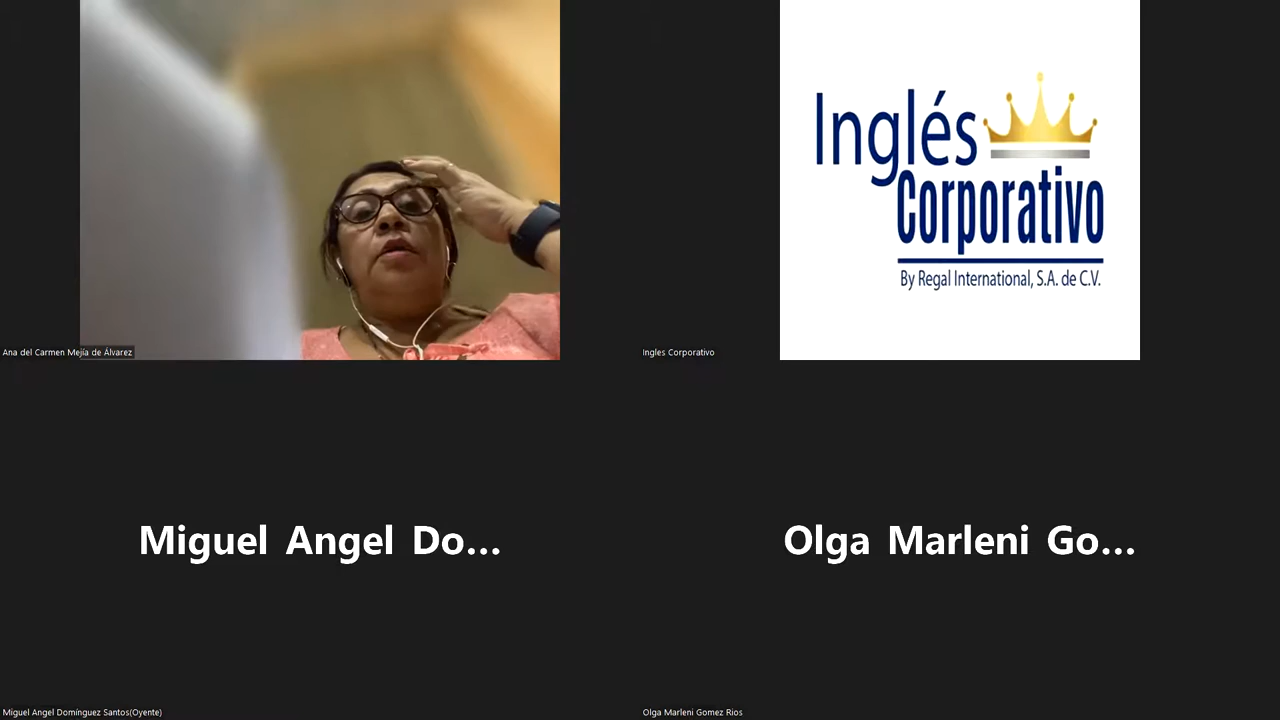 Inglés
Corporativo
By Regal International, S.A. de C.V.
Ana del Carmen Mejía de Álvarez
Ingles Corporativo
Miguel Angel Do...
Olga Marleni Go...
Miguel Angel Domínguez Santos(Oyente)
Olga Marleni Gomez Rios